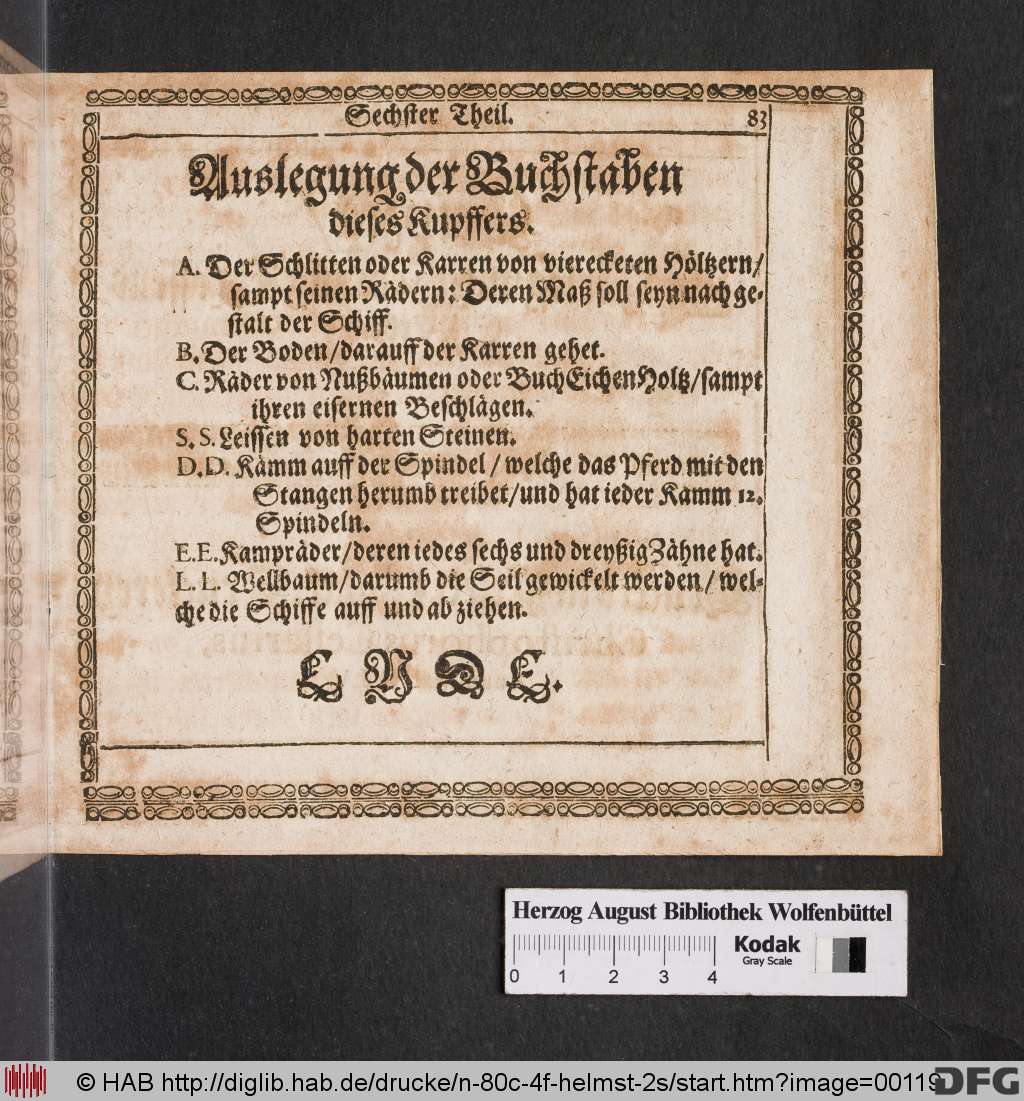 Sechster Theil. 83
Auslegung der Buchstaben
dieses Kupffers.
A. Der Schlitten oder Karren von vierecketen Höltzern/
sampt seinen Rädern: Deren Maß soll seyn nach ge-
stalt der Schiff.
B. Der Boden/darauff der Karren gehet.
C. Räder von Nußbäumen oder BuchEichenHoltz/sampt
ihren eisernen Beschlägen.
S. S. Leissen von harten Steinen.
D.D. Kämm auff der Spindel/welche das Pferd mit den
Stangen herumb treibet/und hat ieder Kamm 12.
Spindeln.
E.E. Kampräder/deren iedes sechs und dreyßig Zähne hat.
L. L. Wellbaum/darumb die Seil gewickelt werden/wel-
che die Schiffe auff und ab ziehen.
E N D E.
Herzog August Bibliothek Wolfenbüttel
Kodak
Gray Scale
0 1 2 3 4
© HAB http://diglib.hab.de/drucke/n-80c-4f-helmst-2s/start.htm?image=00119
DFG